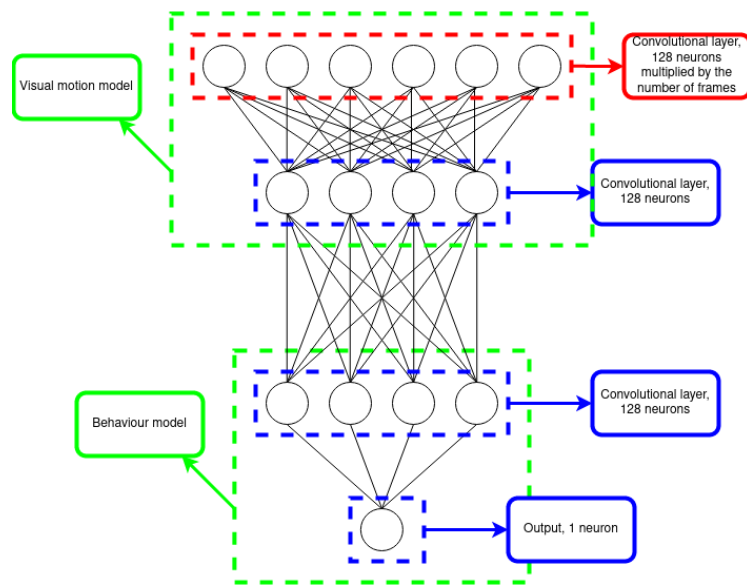 Convolutional layer,
128 neurons
multiplied by the
number of frames
Visual motion model
Convolutional layer,
128 neurons
Convolutional layer,
128 neurons
Behaviour model
Output, 1 neuron